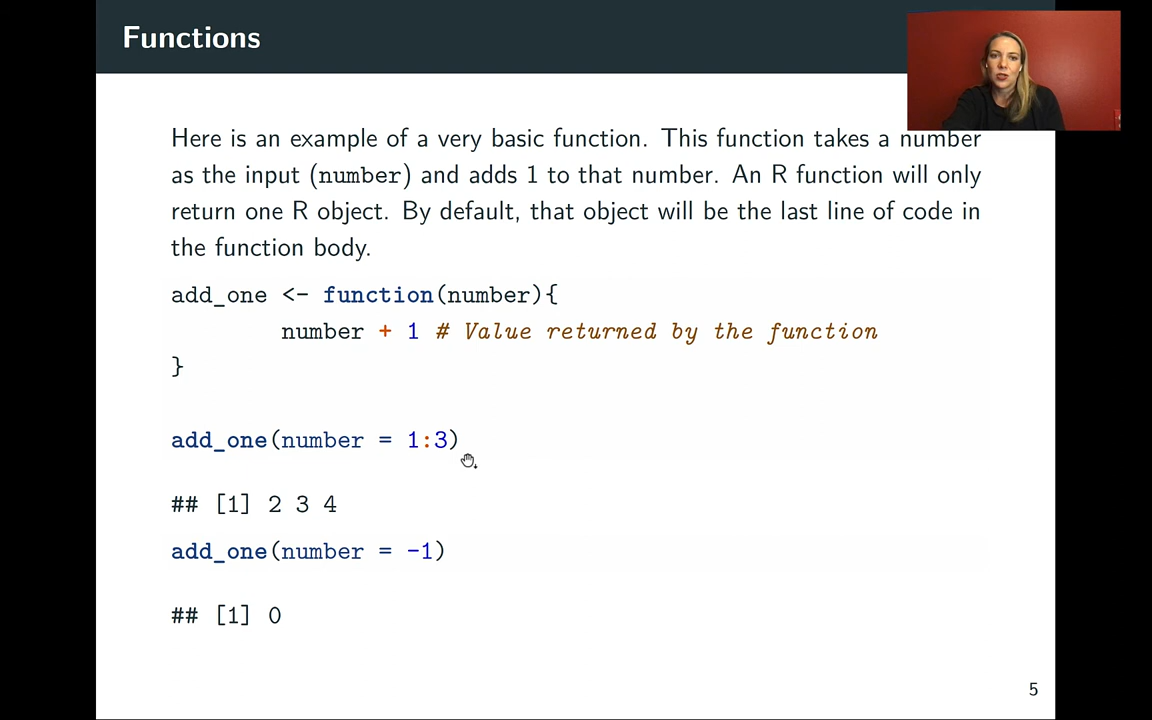 Functions
Here is an example of a very basic function. This function takes a number
as the input (number) and adds 1 to that number. An R function will only
return one R object. By default, that object will be the last line of code in
the function body.
add_one <- function(number){
number + 1 # Value returned by the function
}
add_one(number = 1:3)
## [1] 2 3 4
add_one(number = -1)
## [1] 0
5